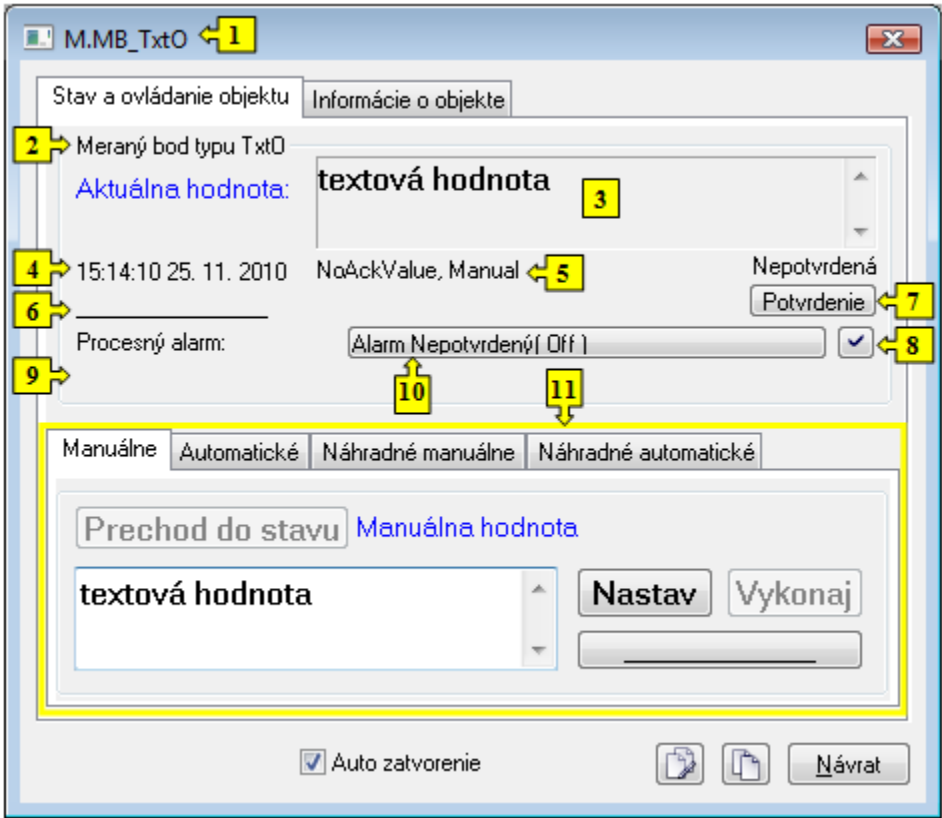 M.MB_TxtO 1
Stav a ovládanie objektu Informácie o objekte
2 Meraný bod typu TxtO
Aktuálna hodnota: textová hodnota 3
4 15:14:10 25. 11. 2010 NoAckValue, Manual 5 Nepotvrdená
6 Potvrdenie 7
Procesný alarm: Alarm Nepotvrdený( Off ) 8
9 10 11
Manuálne Automatické Náhradné manuálne Náhradné automatické
Prechod do stavu Manuálna hodnota
textová hodnota Nastav Vykonaj
Auto zatvorenie Návrat